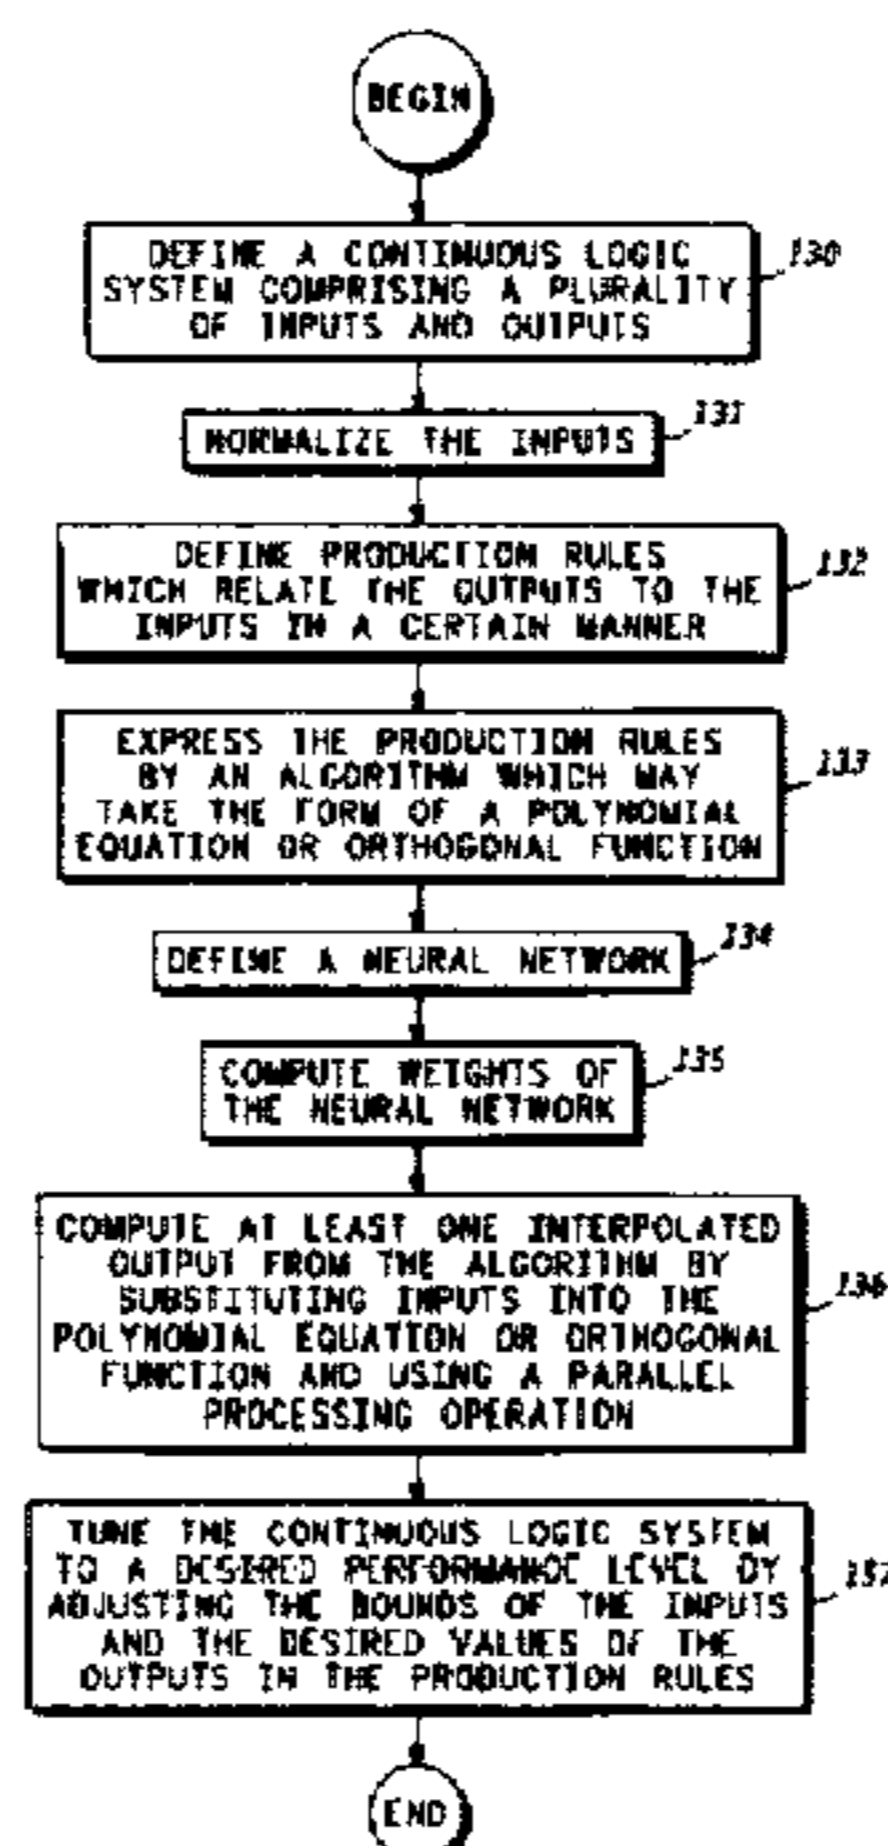 BEGIN
DEFINE A CONTINUOUS LOGIC
SYSTEM COMPRISING A PLURALITY
OF INPUTS AND OUTPUTS
130
NORMALIZE THE INPUTS
131
DEFINE PRODUCTION RULES
WHICH RELATE THE OUTPUTS TO THE
INPUTS IN A CERTAIN MANNER
132
EXPRESS THE PRODUCTION RULES
BY AN ALGORITHM WHICH MAY
TAKE THE FORM OF A POLYNOMIAL
EQUATION OR ORTHOGONAL FUNCTION
133
DEFINE A NEURAL NETWORK
134
COMPUTE WEIGHTS OF
THE NEURAL NETWORK
135
COMPUTE AT LEAST ONE INTERPOLATED
OUTPUT FROM THE ALGORITHM BY
SUBSTITUTING INPUTS INTO THE
POLYNOMIAL EQUATION OR ORTHOGONAL
FUNCTION AND USING A PARALLEL
PROCESSING OPERATION
136
TUNE THE CONTINUOUS LOGIC SYSTEM
TO A DESIRED PERFORMANCE LEVEL BY
ADJUSTING THE BOUNDS OF THE INPUTS
AND THE DESIRED VALUES OF THE
OUTPUTS IN THE PRODUCTION RULES
137
END